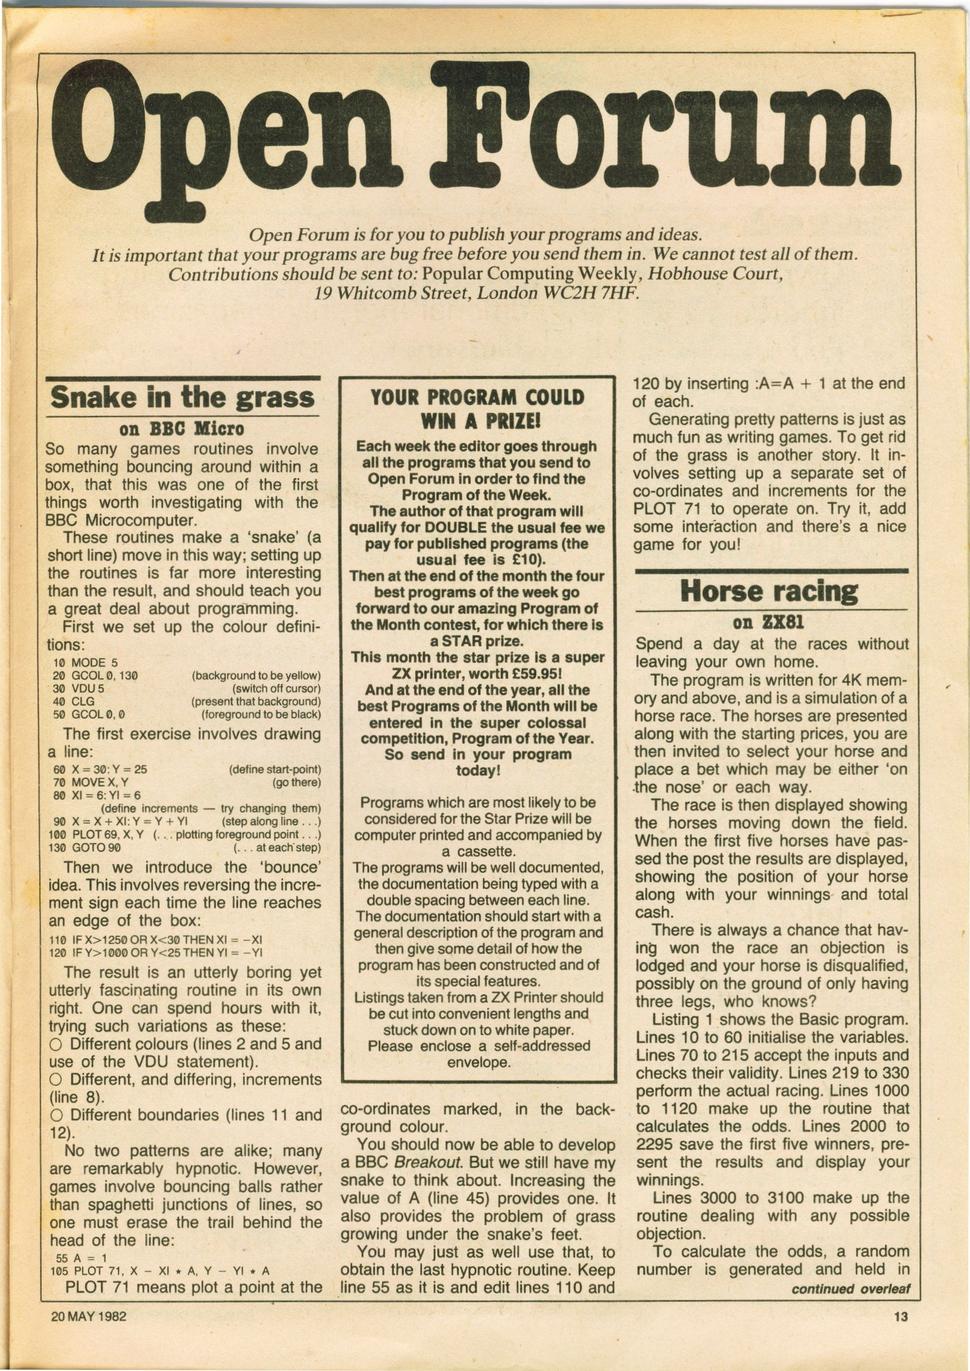 Open Forum
Open Forum is for you to publish your programs and ideas.
It is important that your programs are bug free before you send them in. We cannot test all of them.
Contributions should be sent to: Popular Computing Weekly, Hobhouse Court,
19 Whitcomb Street, London WC2H 7HF.
Snake in the grass
on BBC Micro
So many games routines involve
something bouncing around within a
box, that this was one of the first
things worth investigating with the
BBC Microcomputer.
These routines make a 'snake' (a
short line) move in this way; setting up
the routines is far more interesting
than the result, and should teach you
a great deal about programming.
First we set up the colour defini-
tions:
10 MODE 5
20 GCOL 0, 130 (background to be yellow)
30 VDU 5 (switch off cursor)
40 CLG (present that background)
50 GCOL 0, 0 (foreground to be black)
The first exercise involves drawing
a line:
60 X = 30: Y = 25 (define start-point)
70 MOVE X, Y (go there)
80 XI = 6: YI = 6
(define increments — try changing them)
90 X = X + XI: Y = Y + YI (step along line . . .)
100 PLOT 69, X, Y (. . . plotting foreground point . . .)
130 GOTO 90 (. . . at each step)
Then we introduce the 'bounce'
idea. This involves reversing the incre-
ment sign each time the line reaches
an edge of the box:
110 IF X>1250 OR X<30 THEN XI = −XI
120 IF Y>1000 OR Y<25 THEN YI = −YI
The result is an utterly boring yet
utterly fascinating routine in its own
right. One can spend hours with it,
trying such variations as these:
○ Different colours (lines 2 and 5 and
use of the VDU statement).
○ Different, and differing, increments
(line 8).
○ Different boundaries (lines 11 and
12).
No two patterns are alike; many
are remarkably hypnotic. However,
games involve bouncing balls rather
than spaghetti junctions of lines, so
one must erase the trail behind the
head of the line:
55 A = 1
105 PLOT 71, X − XI * A, Y − YI * A
PLOT 71 means plot a point at the
YOUR PROGRAM COULD
WIN A PRIZE!
Each week the editor goes through
all the programs that you send to
Open Forum in order to find the
Program of the Week.
The author of that program will
qualify for DOUBLE the usual fee we
pay for published programs (the
usual fee is £10).
Then at the end of the month the four
best programs of the week go
forward to our amazing Program of
the Month contest, for which there is
a STAR prize.
This month the star prize is a super
ZX printer, worth £59.95!
And at the end of the year, all the
best Programs of the Month will be
entered in the super colossal
competition, Program of the Year.
So send in your program
today!
Programs which are most likely to be
considered for the Star Prize will be
computer printed and accompanied by
a cassette.
The programs will be well documented,
the documentation being typed with a
double spacing between each line.
The documentation should start with a
general description of the program and
then give some detail of how the
program has been constructed and of
its special features.
Listings taken from a ZX Printer should
be cut into convenient lengths and
stuck down on to white paper.
Please enclose a self-addressed
envelope.
co-ordinates marked, in the back-
ground colour.
You should now be able to develop
a BBC Breakout. But we still have my
snake to think about. Increasing the
value of A (line 45) provides one. It
also provides the problem of grass
growing under the snake's feet.
You may just as well use that, to
obtain the last hypnotic routine. Keep
line 55 as it is and edit lines 110 and
120 by inserting :A=A + 1 at the end
of each.
Generating pretty patterns is just as
much fun as writing games. To get rid
of the grass is another story. It in-
volves setting up a separate set of
co-ordinates and increments for the
PLOT 71 to operate on. Try it, add
some interaction and there's a nice
game for you!
Horse racing
on ZX81
Spend a day at the races without
leaving your own home.
The program is written for 4K mem-
ory and above, and is a simulation of a
horse race. The horses are presented
along with the starting prices, you are
then invited to select your horse and
place a bet which may be either 'on
the nose' or each way.
The race is then displayed showing
the horses moving down the field.
When the first five horses have pas-
sed the post the results are displayed,
showing the position of your horse
along with your winnings and total
cash.
There is always a chance that hav-
ing won the race an objection is
lodged and your horse is disqualified,
possibly on the ground of only having
three legs, who knows?
Listing 1 shows the Basic program.
Lines 10 to 60 initialise the variables.
Lines 70 to 215 accept the inputs and
checks their validity. Lines 219 to 330
perform the actual racing. Lines 1000
to 1120 make up the routine that
calculates the odds. Lines 2000 to
2295 save the first five winners, pre-
sent the results and display your
winnings.
Lines 3000 to 3100 make up the
routine dealing with any possible
objection.
To calculate the odds, a random
number is generated and held in
continued overleaf
20 MAY 1982
13